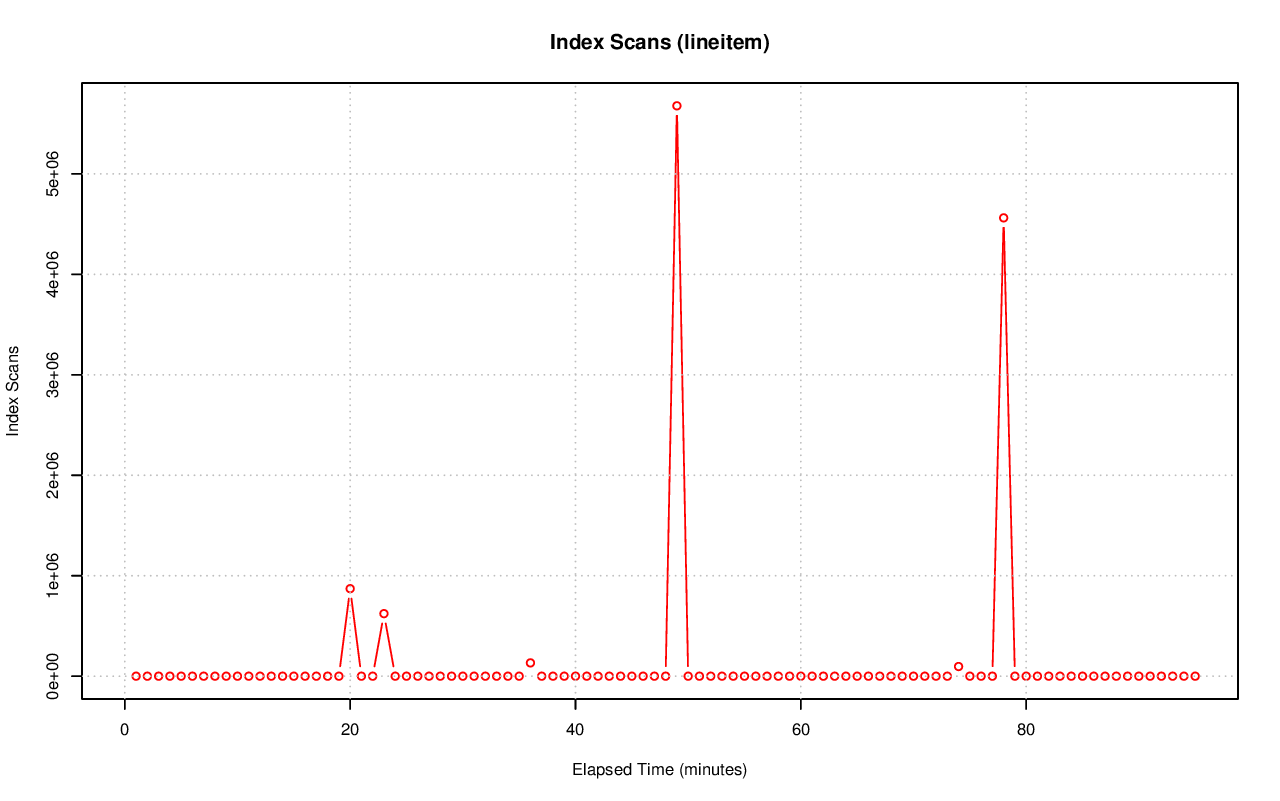 Index Scans (lineitem)
Index Scans
5e+06
4e+06
3e+06
2e+06
1e+06
0e+00
0 20 40 60 80
Elapsed Time (minutes)